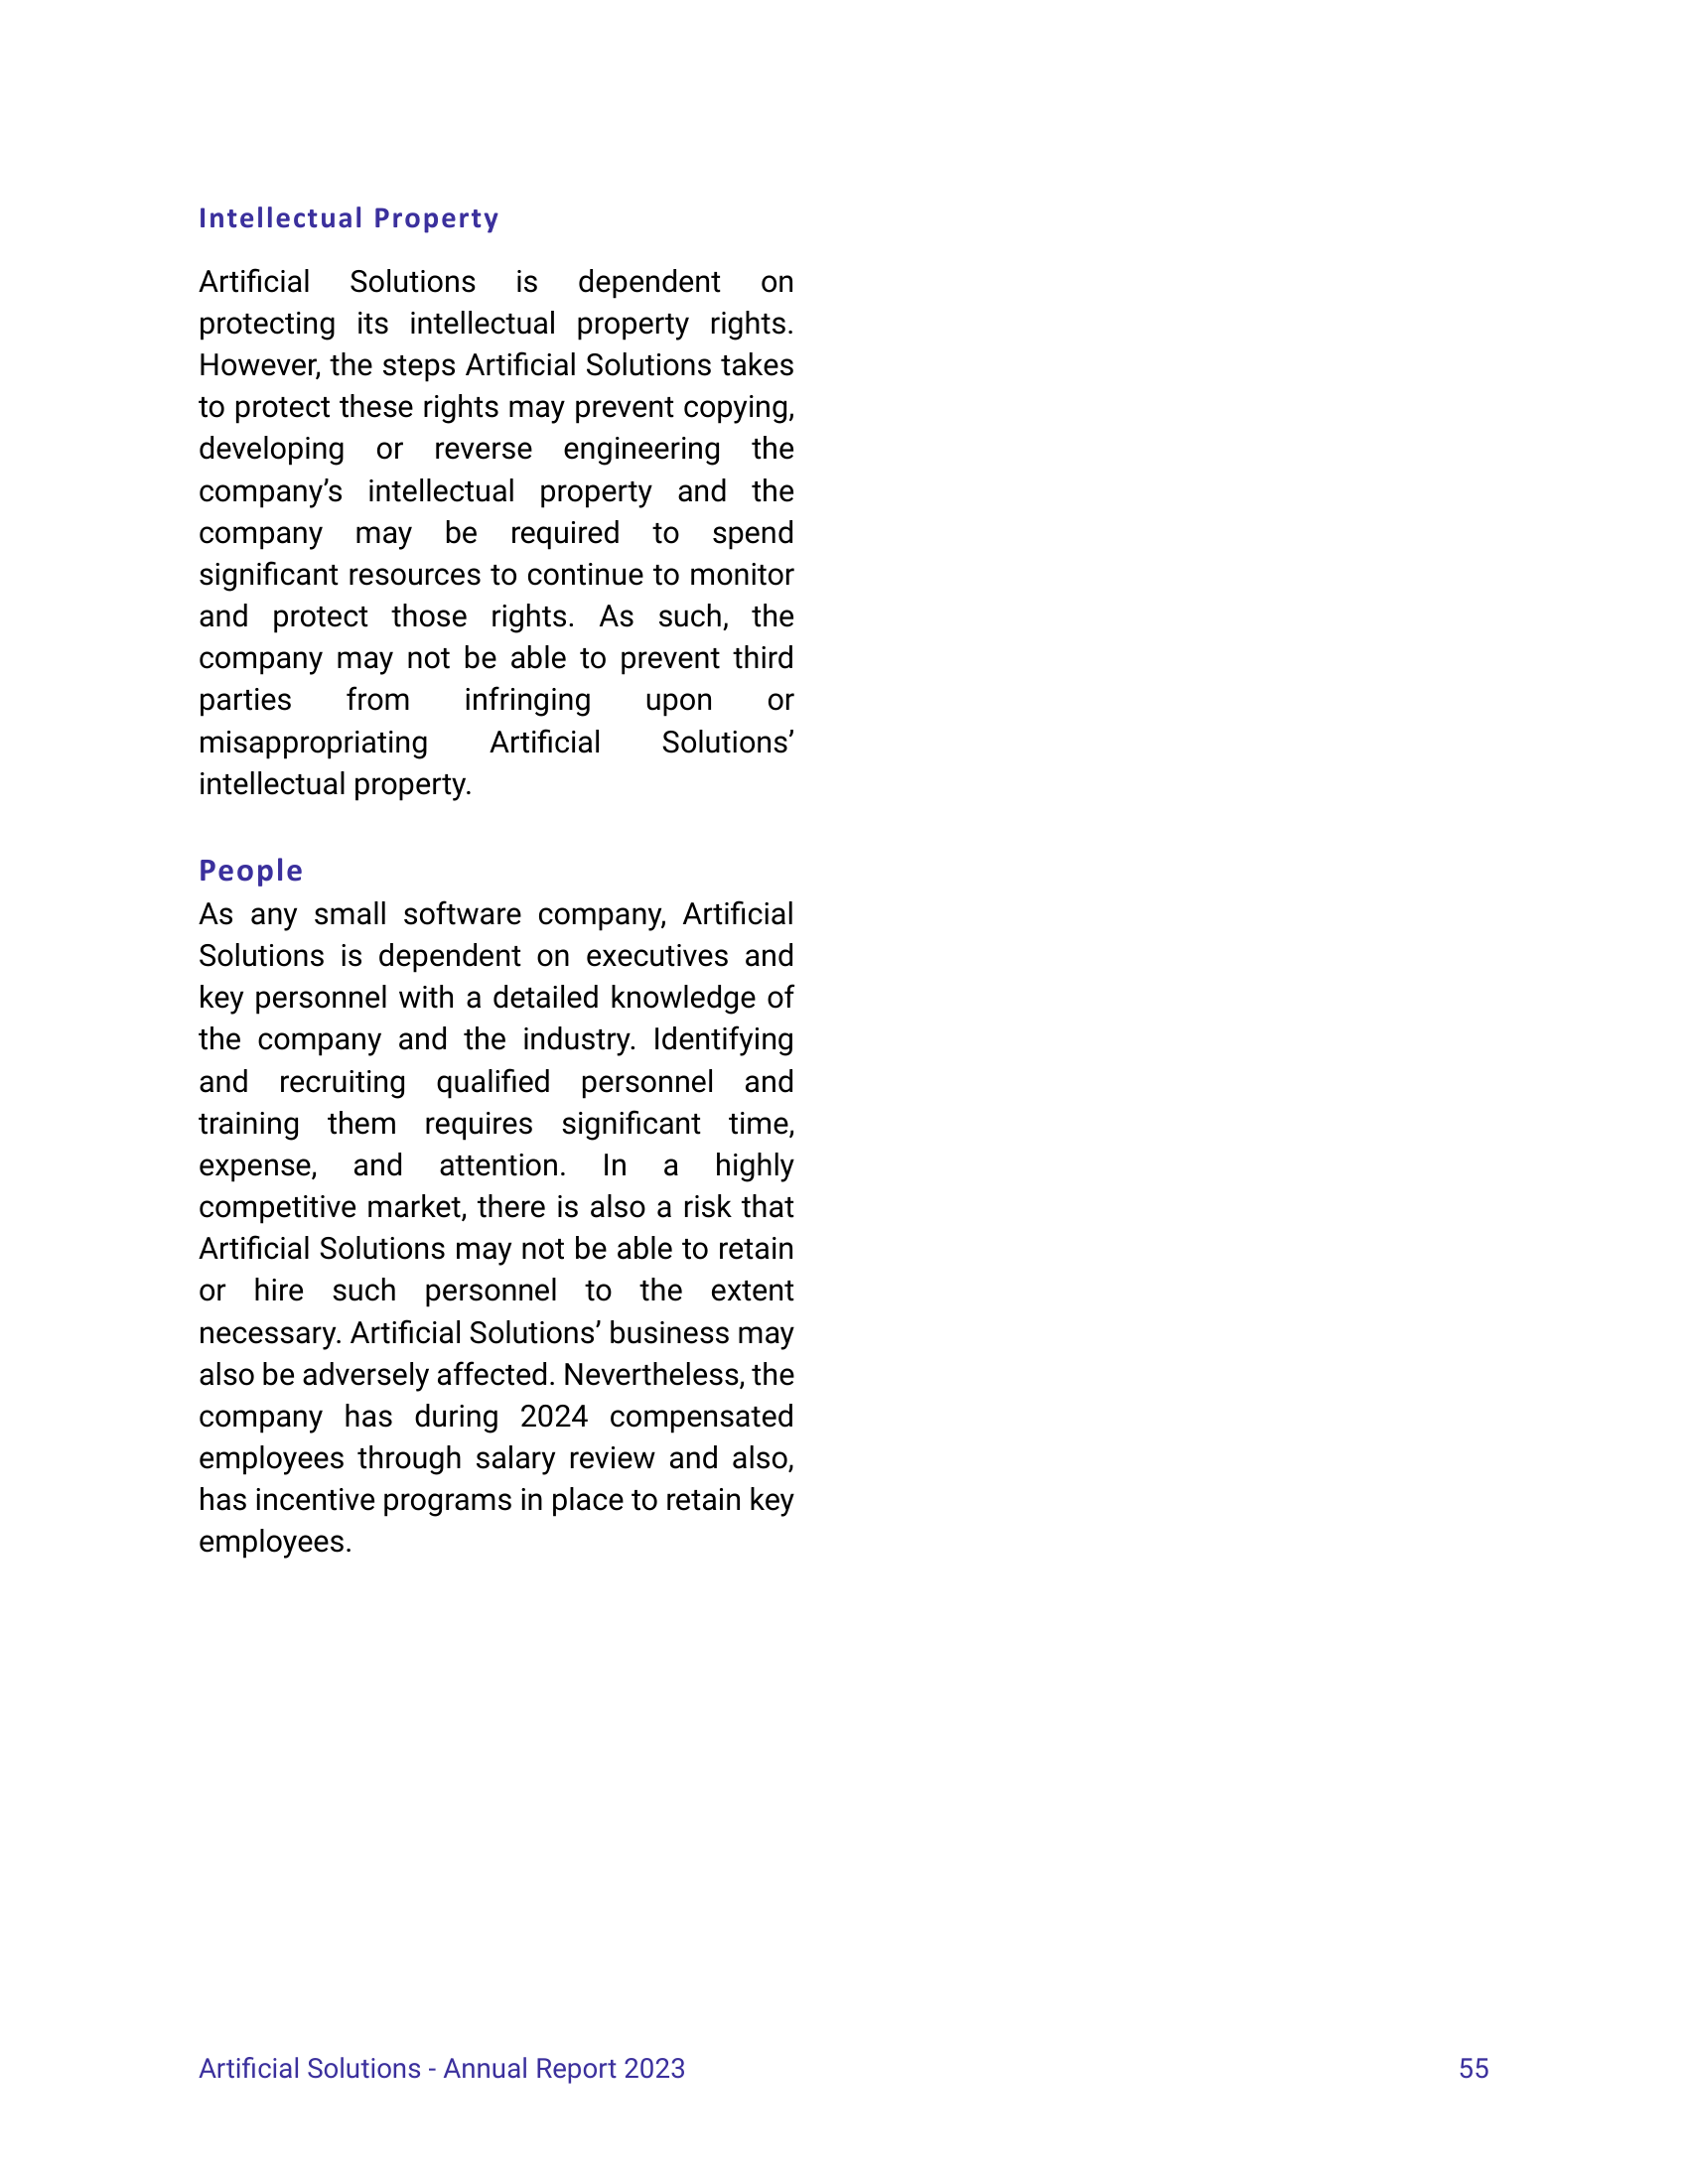 Intellectual Property
Artificial Solutions is dependent on
protecting its intellectual property rights.
However, the steps Artificial Solutions takes
to protect these rights may prevent copying,
developing or reverse engineering the
company’s intellectual property and the
company may be required to spend
significant resources to continue to monitor
and protect those rights. As such, the
company may not be able to prevent third
parties from infringing upon or
misappropriating Artificial Solutions’
intellectual property.
People
As any small software company, Artificial
Solutions is dependent on executives and
key personnel with a detailed knowledge of
the company and the industry. Identifying
and recruiting qualified personnel and
training them requires significant time,
expense, and attention. In a highly
competitive market, there is also a risk that
Artificial Solutions may not be able to retain
or hire such personnel to the extent
necessary. Artificial Solutions’ business may
also be adversely affected. Nevertheless, the
company has during 2024 compensated
employees through salary review and also,
has incentive programs in place to retain key
employees.
Artificial Solutions - Annual Report 2023 55